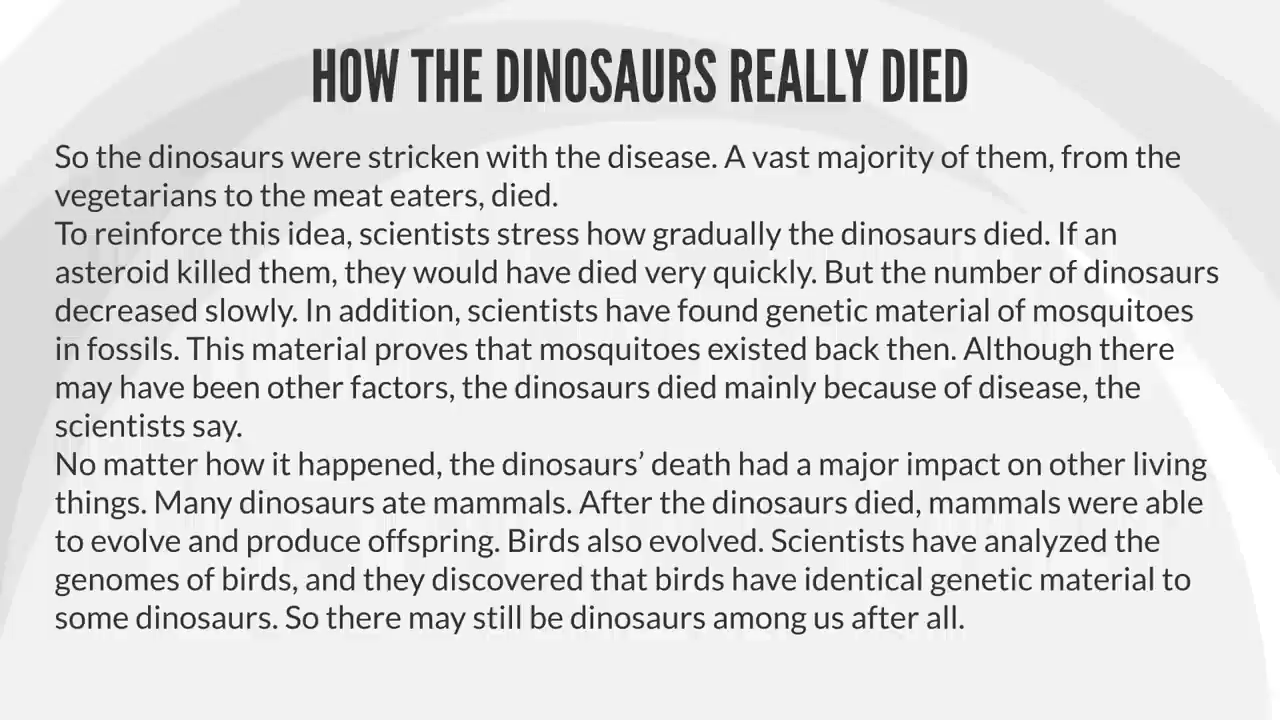 HOW THE DINOSAURS REALLY DIED
So the dinosaurs were stricken with the disease. A vast majority of them, from the
vegetarians to the meat eaters, died.
To reinforce this idea, scientists stress how gradually the dinosaurs died. If an
asteroid killed them, they would have died very quickly. But the number of dinosaurs
decreased slowly. In addition, scientists have found genetic material of mosquitoes
in fossils. This material proves that mosquitoes existed back then. Although there
may have been other factors, the dinosaurs died mainly because of disease, the
scientists say.
No matter how it happened, the dinosaurs’ death had a major impact on other living
things. Many dinosaurs ate mammals. After the dinosaurs died, mammals were able
to evolve and produce offspring. Birds also evolved. Scientists have analyzed the
genomes of birds, and they discovered that birds have identical genetic material to
some dinosaurs. So there may still be dinosaurs among us after all.